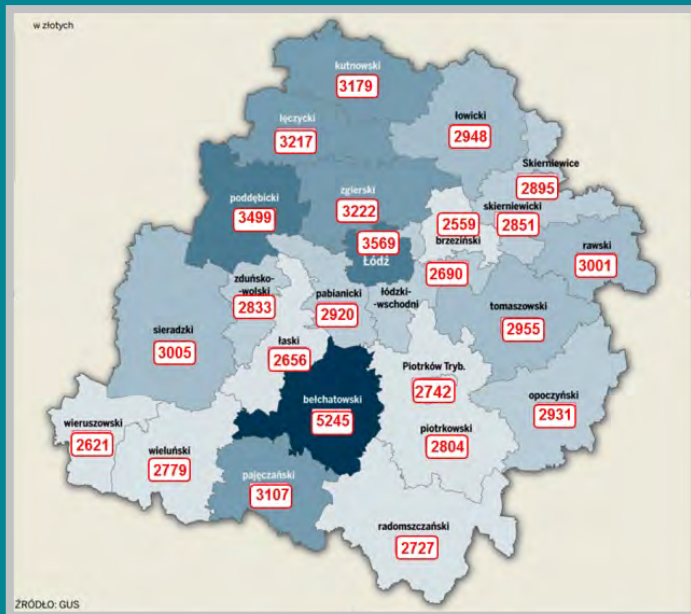 w złotych
kutnowski
3179
łęczycki
3217
łowicki
2948
Skierniewice
2895
poddębicki
3499
zgierski
3222
2559
brzeziński
skierniewicki
2851
3569
Łódź
rawski
3001
2690
zduńsko-
-wolski
2833
pabianicki
2920
łódzki-
-wschodni
tomaszowski
2955
sieradzki
3005
łaski
2656
Piotrków Tryb.
2742
bełchatowski
5245
opoczyński
2931
wieruszowski
2621
piotrkowski
2804
wieluński
2779
pajęczański
3107
radomszczański
2727
ŹRÓDŁO: GUS